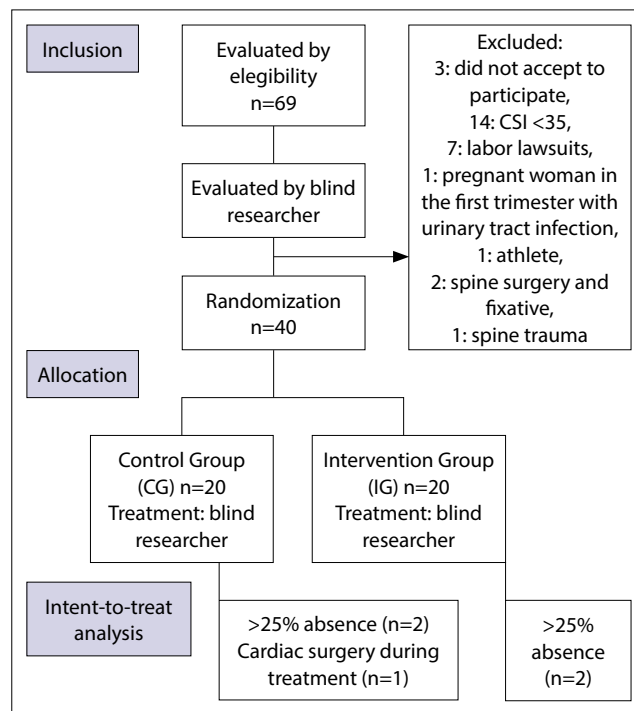 Inclusion
Evaluated by
elegibility
n=69
Evaluated by blind
researcher
Excluded:
3: did not accept to
participate,
14: CSI <35,
7: labor lawsuits,
1: pregnant woman in
the first trimester with
urinary tract infection,
1: athlete,
2: spine surgery and
fixative,
1: spine trauma
Randomization
n=40
Allocation
Control Group
(CG) n=20
Treatment: blind
researcher
Intervention Group
(IG) n=20
Treatment: blind
researcher
Intent-to-treat
analysis
>25% absence (n=2)
Cardiac surgery during
treatment (n=1)
>25%
absence
(n=2)